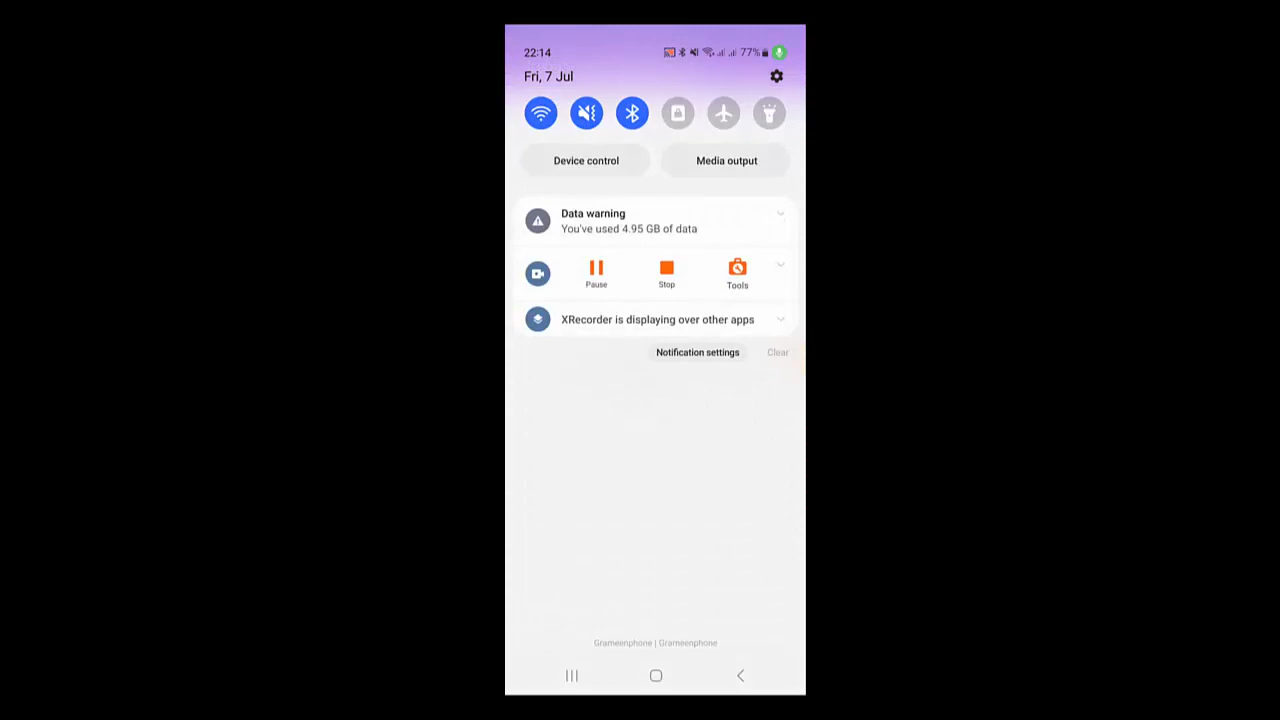 22:14
77%
Fri, 7 Jul
Device control
Media output
Data warning
You've used 4.95 GB of data
Pause
Stop
Tools
XRecorder is displaying over other apps
Notification settings
Clear
Grameenphone | Grameenphone